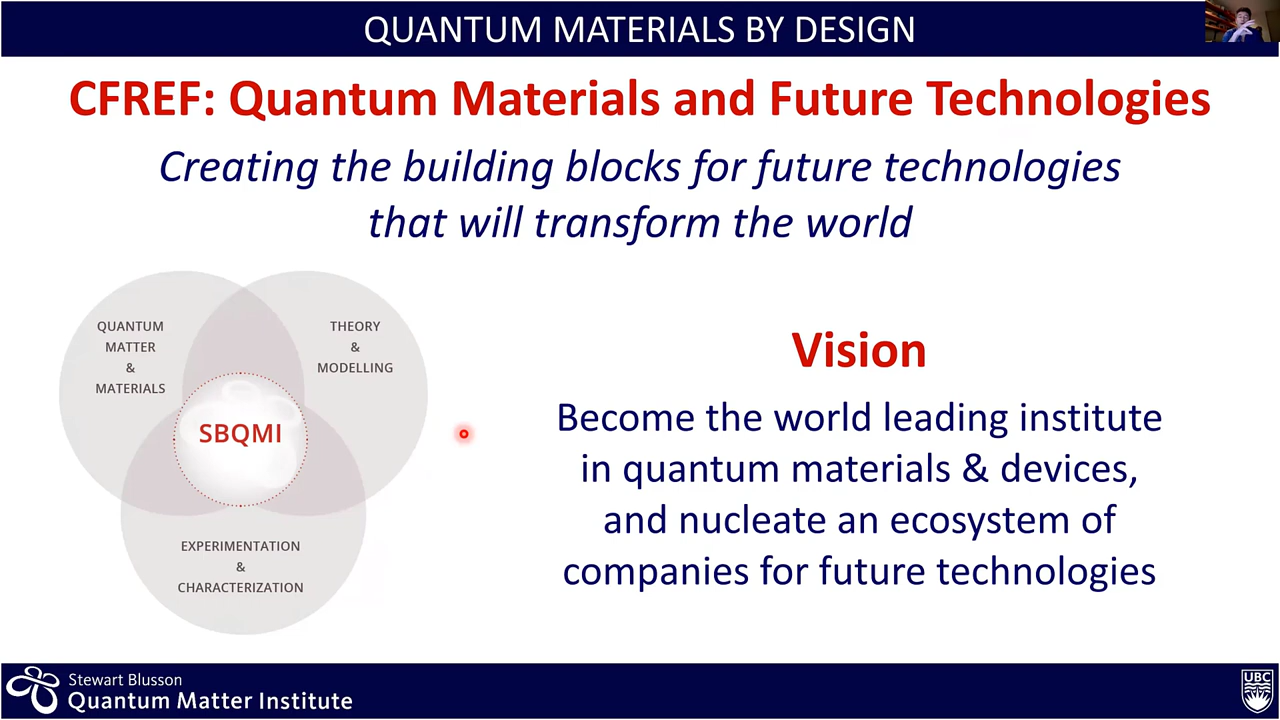 QUANTUM MATERIALS BY DESIGN
CFREF: Quantum Materials and Future Technologies
Creating the building blocks for future technologies
that will transform the world
QUANTUM
MATTER
&
MATERIALS
THEORY
&
MODELLING
SBQMI
EXPERIMENTATION
&
CHARACTERIZATION
Vision
Become the world leading institute
in quantum materials & devices,
and nucleate an ecosystem of
companies for future technologies
Stewart Blusson
Quantum Matter Institute
UBC